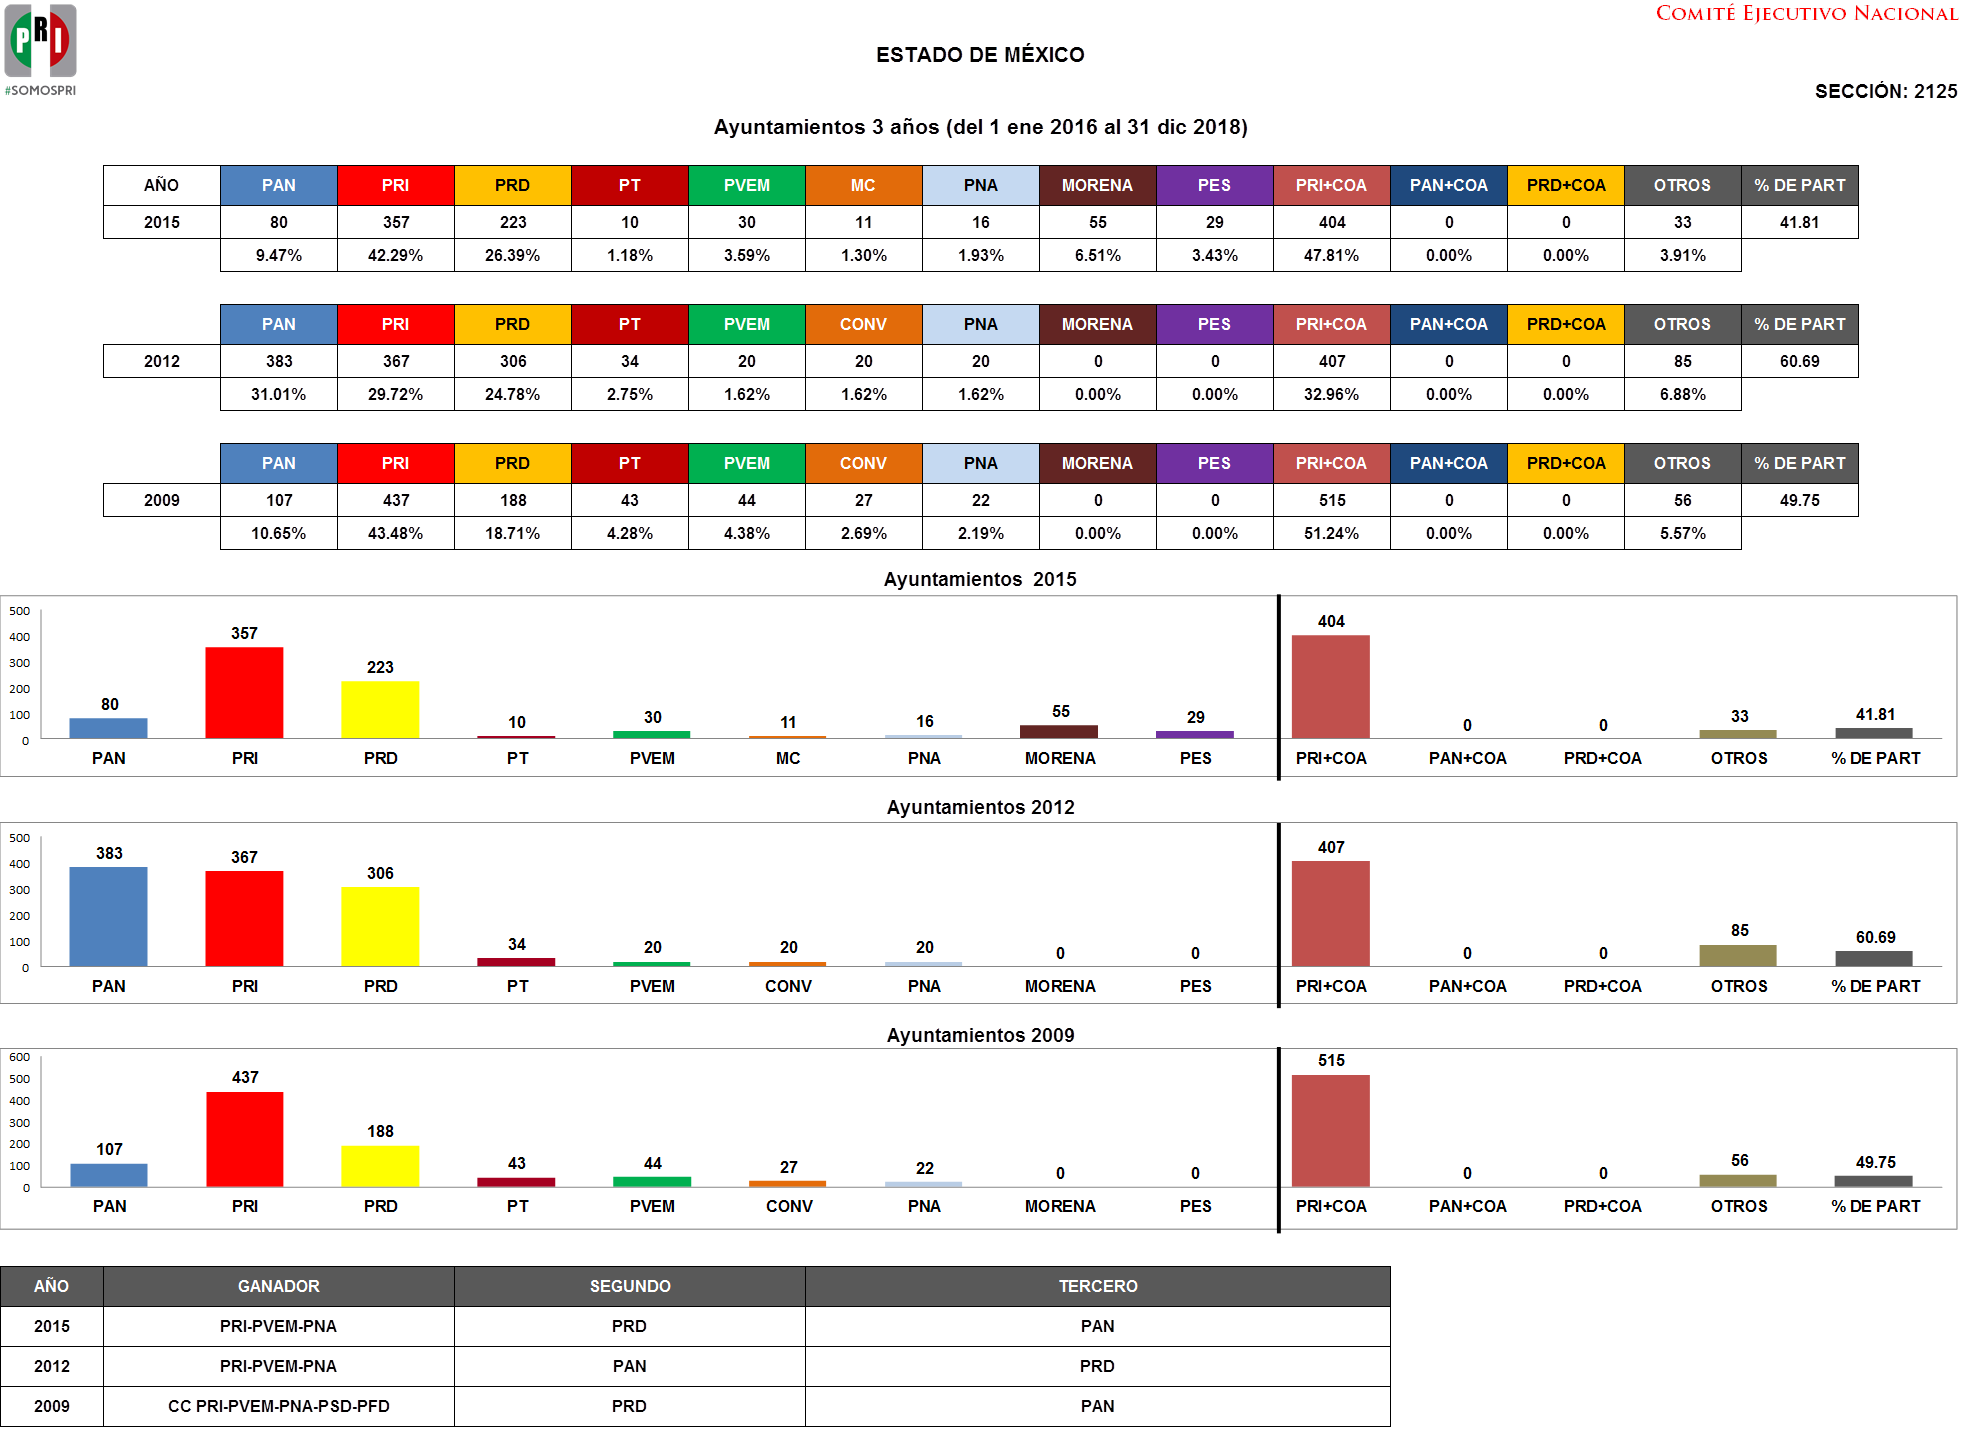 PRI
#SOMOSPRI
COMITÉ EJECUTIVO NACIONAL
ESTADO DE MÉXICO
SECCIÓN: 2125
Ayuntamientos 3 años (del 1 ene 2016 al 31 dic 2018)
AÑO PAN PRI PRD PT PVEM MC PNA MORENA PES PRI+COA PAN+COA PRD+COA OTROS % DE PART
2015 80 357 223 10 30 11 16 55 29 404 0 0 33 41.81
9.47% 42.29% 26.39% 1.18% 3.59% 1.30% 1.93% 6.51% 3.43% 47.81% 0.00% 0.00% 3.91%
PAN PRI PRD PT PVEM CONV PNA MORENA PES PRI+COA PAN+COA PRD+COA OTROS % DE PART
2012 383 367 306 34 20 20 20 0 0 407 0 0 85 60.69
31.01% 29.72% 24.78% 2.75% 1.62% 1.62% 1.62% 0.00% 0.00% 32.96% 0.00% 0.00% 6.88%
PAN PRI PRD PT PVEM CONV PNA MORENA PES PRI+COA PAN+COA PRD+COA OTROS % DE PART
2009 107 437 188 43 44 27 22 0 0 515 0 0 56 49.75
10.65% 43.48% 18.71% 4.28% 4.38% 2.69% 2.19% 0.00% 0.00% 51.24% 0.00% 0.00% 5.57%
Ayuntamientos 2015
500
400
300
200
100
0
80 357 223 10 30 11 16 55 29 404 0 0 33 41.81
PAN PRI PRD PT PVEM MC PNA MORENA PES PRI+COA PAN+COA PRD+COA OTROS % DE PART
Ayuntamientos 2012
500
400
300
200
100
0
383 367 306 34 20 20 20 0 0 407 0 0 85 60.69
PAN PRI PRD PT PVEM CONV PNA MORENA PES PRI+COA PAN+COA PRD+COA OTROS % DE PART
Ayuntamientos 2009
600
500
400
300
200
100
0
107 437 188 43 44 27 22 0 0 515 0 0 56 49.75
PAN PRI PRD PT PVEM CONV PNA MORENA PES PRI+COA PAN+COA PRD+COA OTROS % DE PART
AÑO GANADOR SEGUNDO TERCERO
2015 PRI-PVEM-PNA PRD PAN
2012 PRI-PVEM-PNA PAN PRD
2009 CC PRI-PVEM-PNA-PSD-PFD PRD PAN